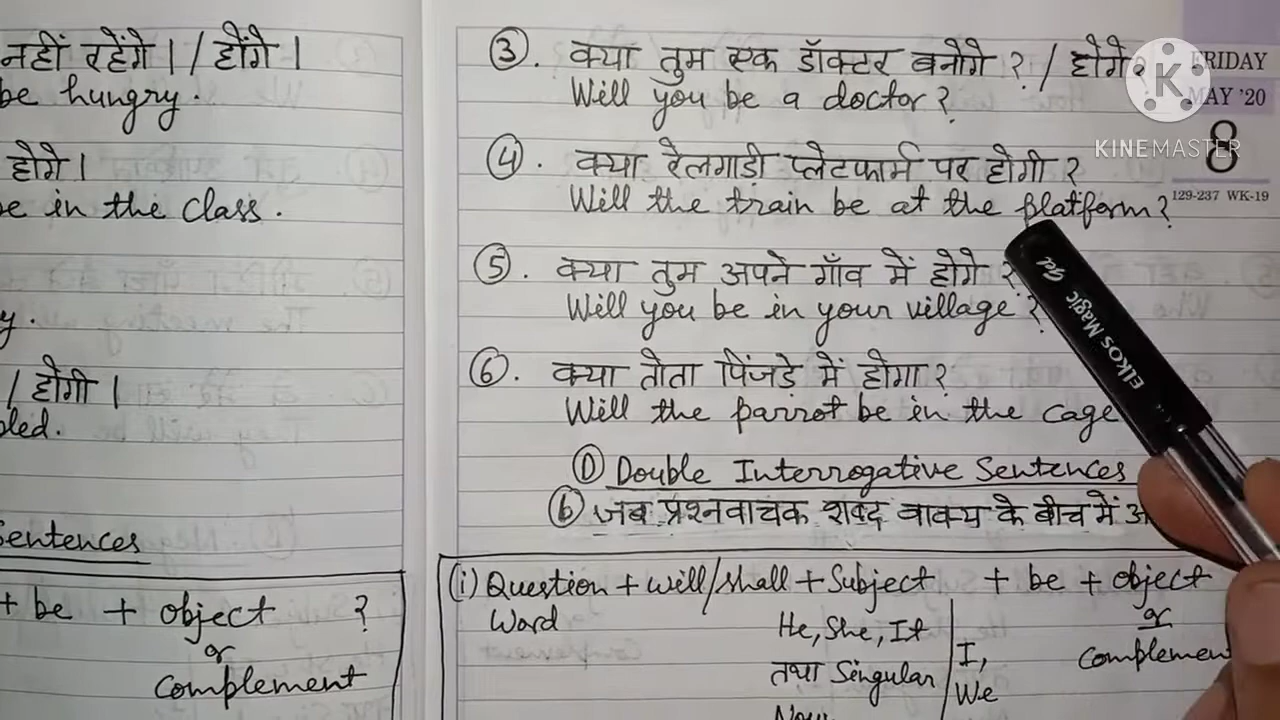 नहीं रहेंगे । / होंगे ।
be hungry.
होगे ।
in the class.
होगी ।
Sentences
+ be + object ?
or
complement
③. क्या तुम एक डॉक्टर बनोगे ? / होगे ?
Will you be a doctor?
④. क्या रेलगाड़ी प्लेटफार्म पर होगी ?
Will the train be at the platform?
⑤. क्या तुम अपने गाँव में होगे ?
Will you be in your village ?
⑥. क्या तोता पिंजड़े में होगा ?
Will the parrot be in the cage
Ⓓ Double Interrogative Sentences
ⓑ जब प्रश्नवाचक शब्द वाक्य के बीच में
(i) Question + will/shall + Subject + be + object
Word He, She, It or
तथा Singular I, complement
We
FRIDAY
MAY '20
8
129-237 WK-19
KINEMASTER
K
ELKOS Magic Gel